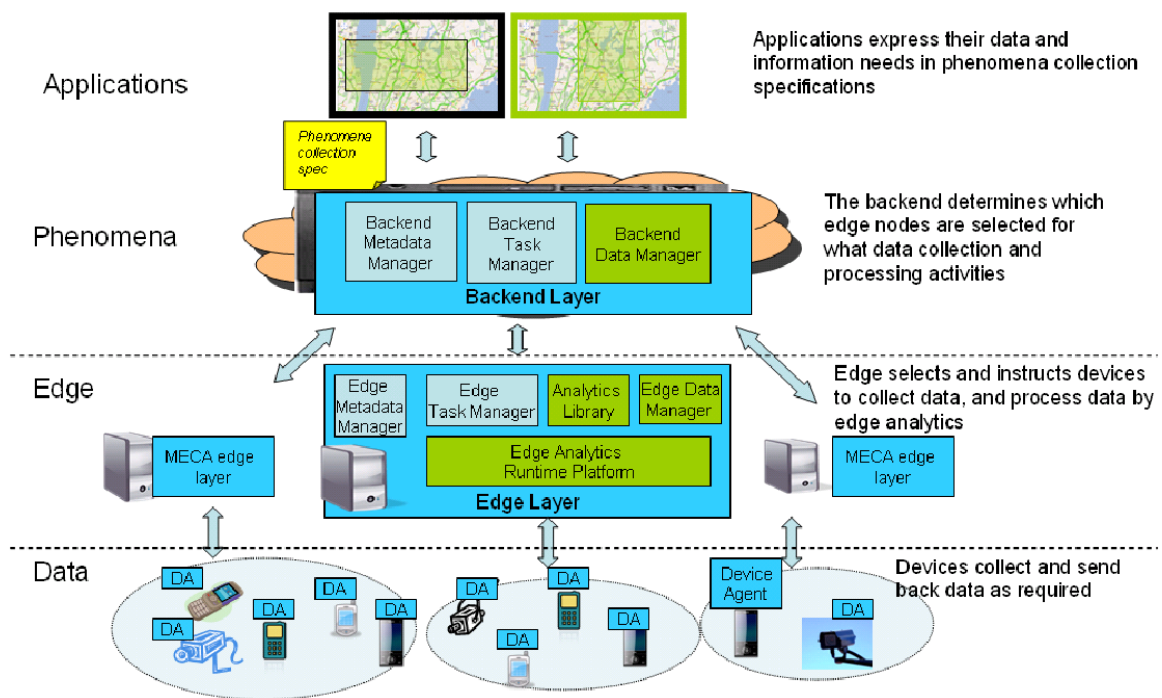 Applications
Applications express their data and
information needs in phenomena collection
specifications
Phenomena
collection
spec
Phenomena
Backend
Metadata
Manager
Backend
Task
Manager
Backend
Data Manager
Backend Layer
The backend determines which
edge nodes are selected for
what data collection and
processing activities
Edge
MECA edge
layer
Edge
Metadata
Manager
Edge
Task Manager
Analytics
Library
Edge Data
Manager
Edge Analytics
Runtime Platform
Edge Layer
MECA edge
layer
Edge selects and instructs devices
to collect data, and process data by
edge analytics
Data
DA
DA
DA
DA
DA
DA
DA
DA
DA
Device
Agent
DA
Devices collect and send
back data as required